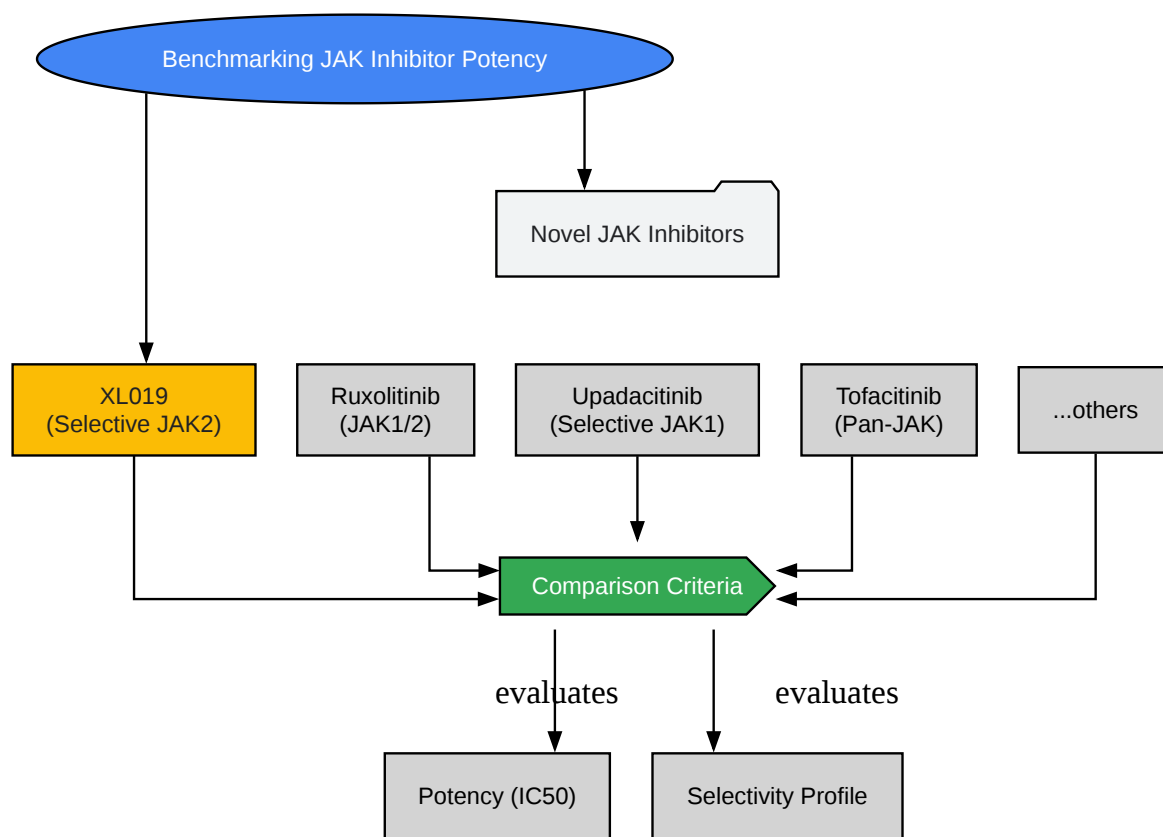 Benchmarking JAK Inhibitor Potency
Novel JAK Inhibitors
XL019
(Selective JAK2)
Ruxolitinib
(JAK1/2)
Upadacitinib
(Selective JAK1)
Tofacitinib
(Pan-JAK)
...others
Comparison Criteria
evaluates
evaluates
Potency (IC50)
Selectivity Profile